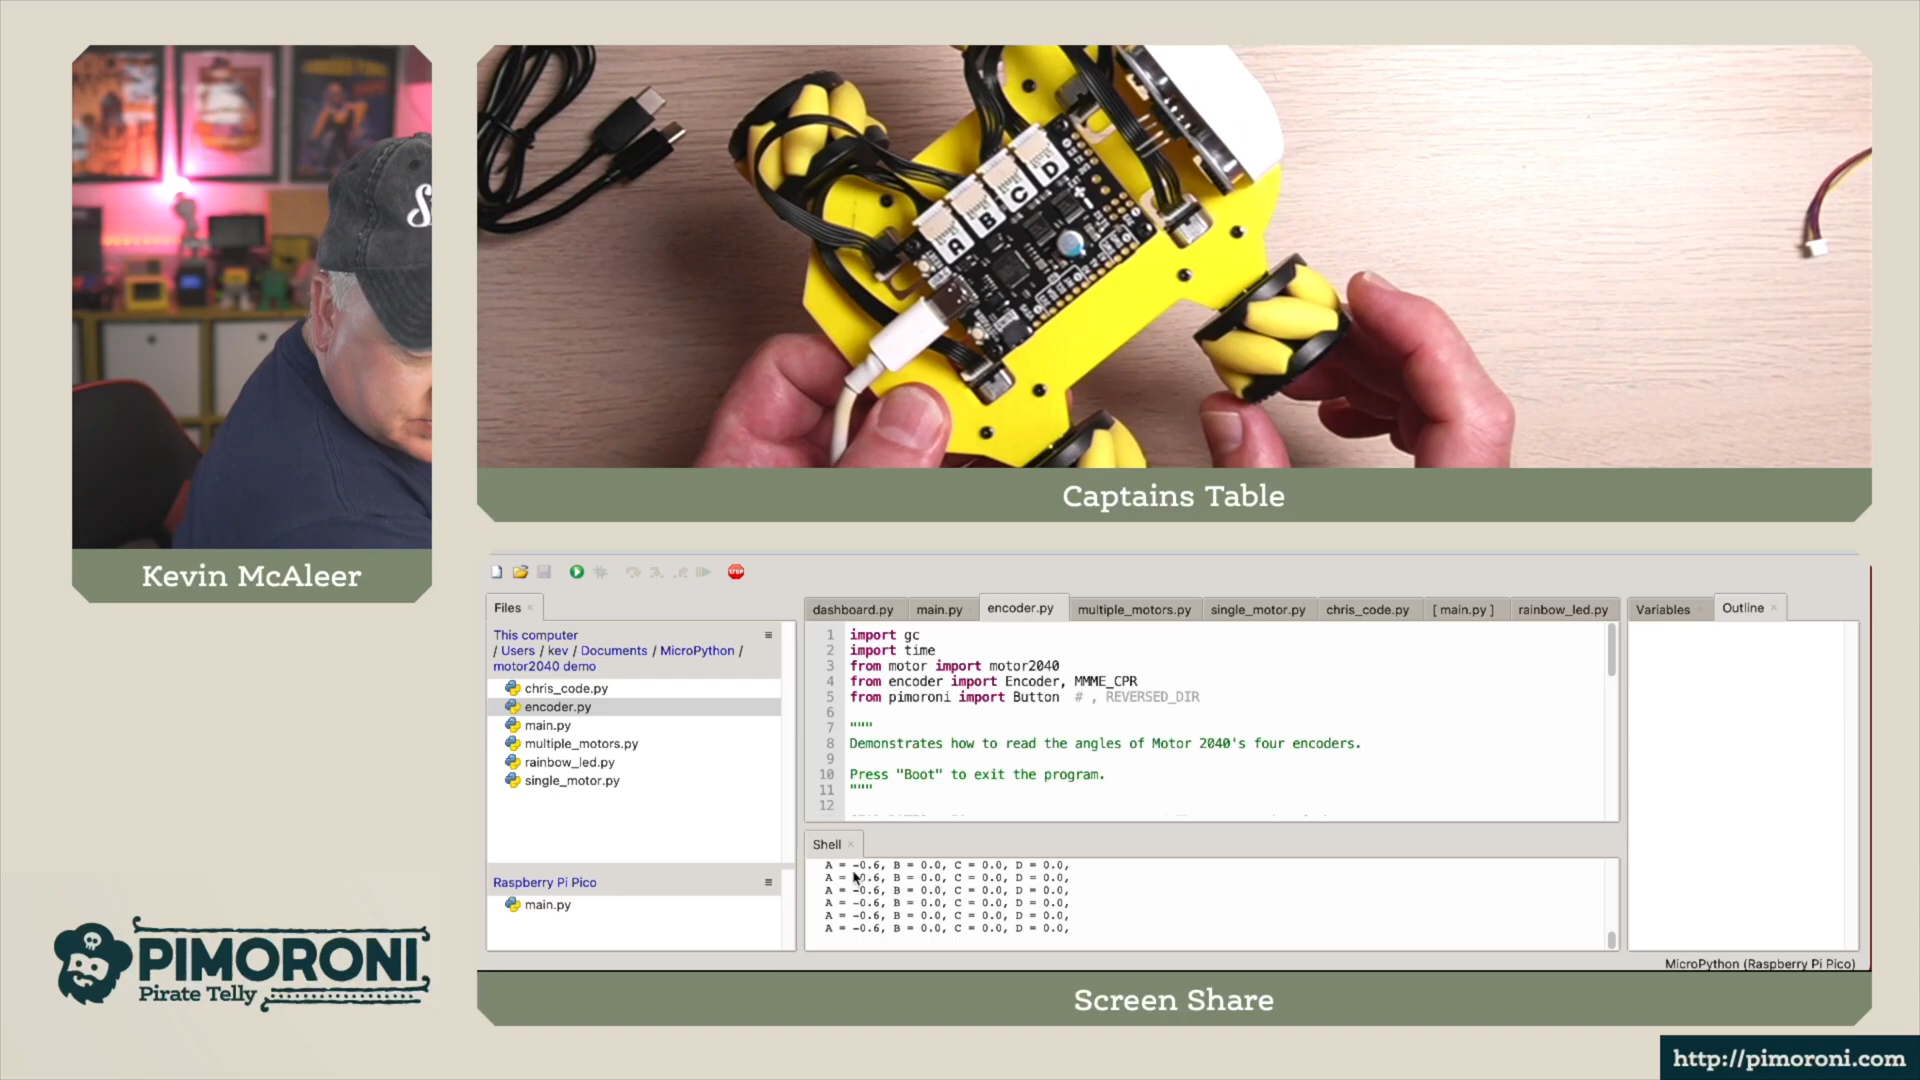 Kevin McAleer
A
B
C
D
Captains Table
Files
This computer
/ Users / kev / Documents / MicroPython /
motor2040 demo
chris_code.py
encoder.py
main.py
multiple_motors.py
rainbow_led.py
single_motor.py
Raspberry Pi Pico
main.py
dashboard.py
main.py
encoder.py
multiple_motors.py
single_motor.py
chris_code.py
[ main.py ]
rainbow_led.py
Variables
Outline
STOP
1 import gc
2 import time
3 from motor import motor2040
4 from encoder import Encoder, MMME_CPR
5 from pimoroni import Button # , REVERSED_DIR
6
7 """
8 Demonstrates how to read the angles of Motor 2040's four encoders.
9
10 Press "Boot" to exit the program.
11 """
12
Shell
A = -0.6, B = 0.0, C = 0.0, D = 0.0,
A = -0.6, B = 0.0, C = 0.0, D = 0.0,
A = -0.6, B = 0.0, C = 0.0, D = 0.0,
A = -0.6, B = 0.0, C = 0.0, D = 0.0,
A = -0.6, B = 0.0, C = 0.0, D = 0.0,
A = -0.6, B = 0.0, C = 0.0, D = 0.0,
MicroPython (Raspberry Pi Pico)
Screen Share
PIMORONI
Pirate Telly
http://pimoroni.com